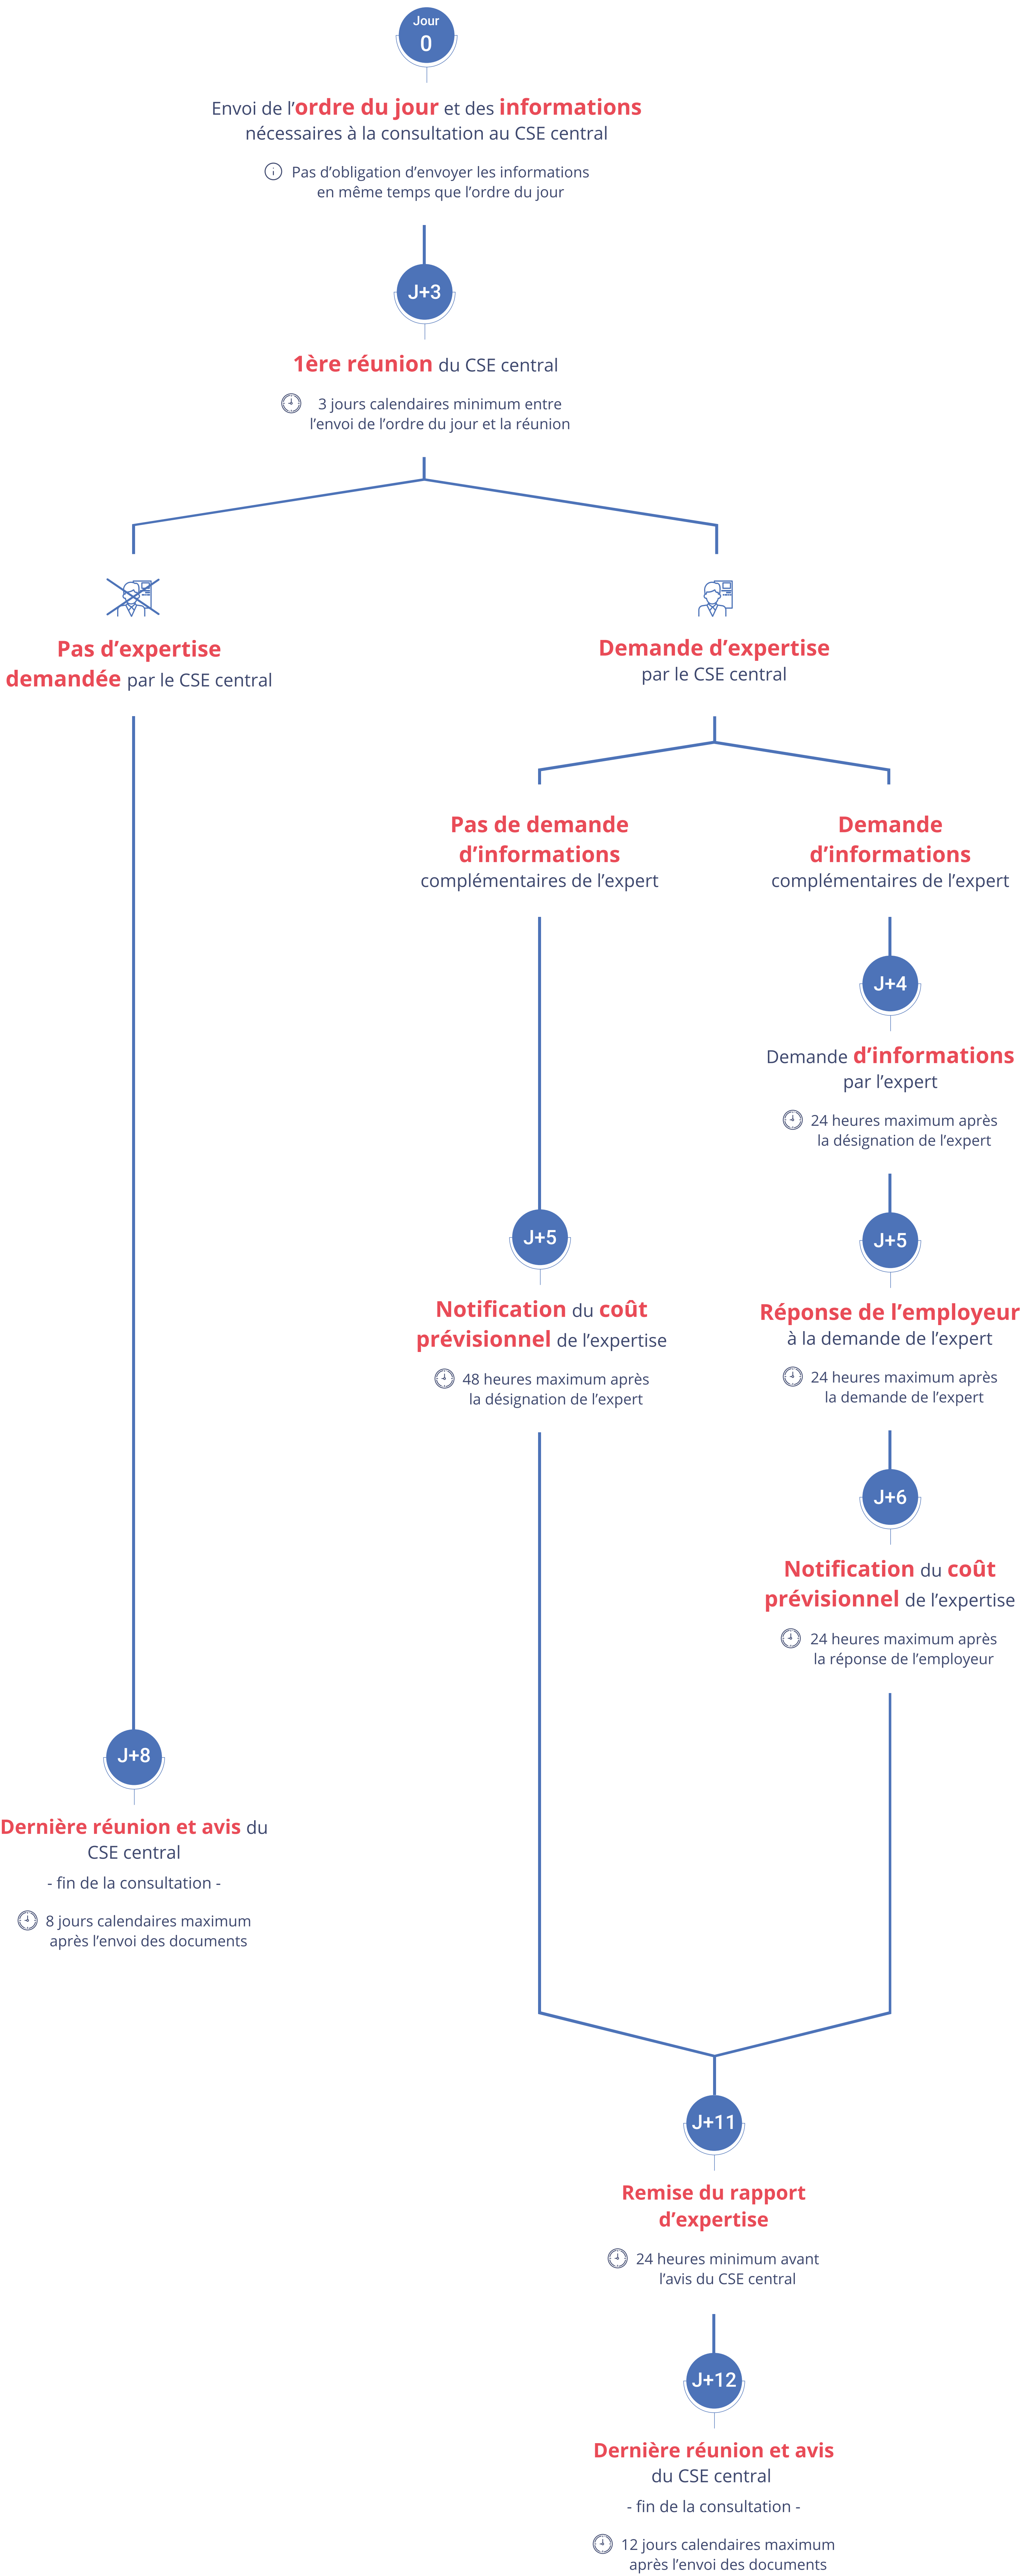 Jour
0
Envoi de l’ordre du jour et des informations
nécessaires à la consultation au CSE central
Pas d’obligation d’envoyer les informations
en même temps que l’ordre du jour
J+3
1ère réunion du CSE central
3 jours calendaires minimum entre
l’envoi de l’ordre du jour et la réunion
Pas d’expertise
demandée par le CSE central
Demande d’expertise
par le CSE central
Pas de demande
d’informations
complémentaires de l’expert
Demande
d’informations
complémentaires de l’expert
J+4
Demande d’informations
par l’expert
24 heures maximum après
la désignation de l’expert
J+5
Notification du coût
prévisionnel de l’expertise
48 heures maximum après
la désignation de l’expert
J+5
Réponse de l’employeur
à la demande de l’expert
24 heures maximum après
la demande de l’expert
J+6
Notification du coût
prévisionnel de l’expertise
24 heures maximum après
la réponse de l’employeur
J+8
Dernière réunion et avis du
CSE central
- fin de la consultation -
8 jours calendaires maximum
après l’envoi des documents
J+11
Remise du rapport
d’expertise
24 heures minimum avant
l’avis du CSE central
J+12
Dernière réunion et avis
du CSE central
- fin de la consultation -
12 jours calendaires maximum
après l’envoi des documents